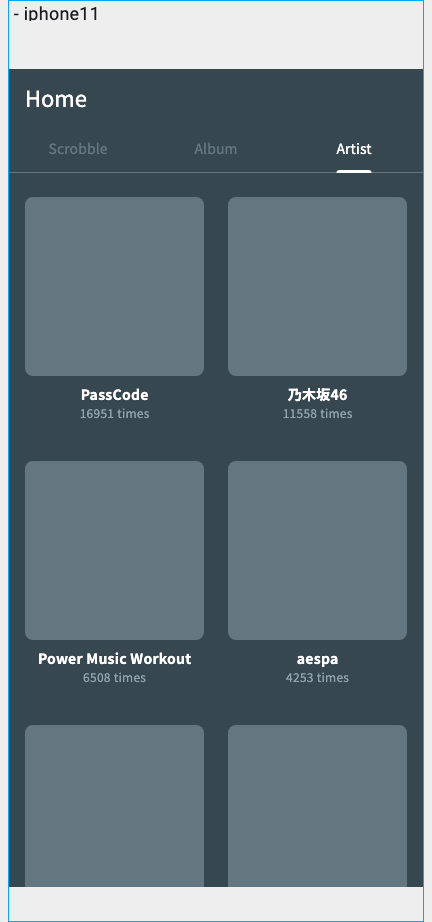 - iphone11
Home
Scrobble Album Artist
PassCode 乃木坂46
16951 times 11558 times
Power Music Workout aespa
6508 times 4253 times